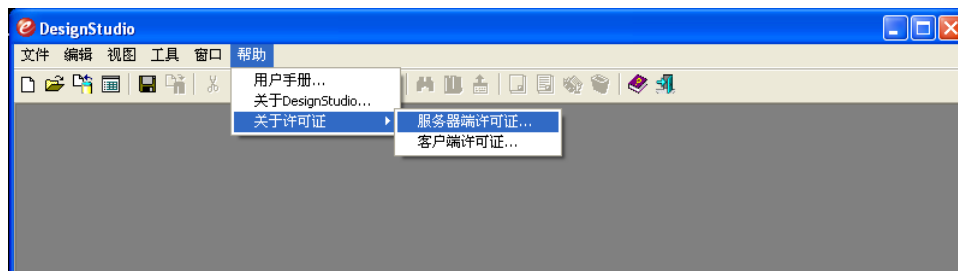 DesignStudio
文件 编辑 视图 工具 窗口 帮助
用户手册...
关于DesignStudio...
关于许可证
服务器端许可证...
客户端许可证...